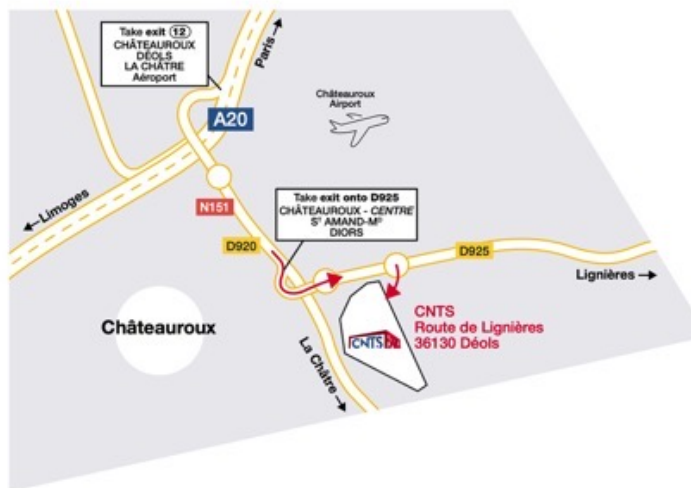 Take exit 12
CHÂTEAUROUX
DÉOLS
LA CHÂTRE
Aéroport
Paris
A20
Châteauroux
Airport
Limoges
N151
Take exit onto D925
CHÂTEAUROUX - CENTRE
Sᵀ AMAND-Mᴰ
DIORS
D920
D925
Lignières
Châteauroux
CNTS
Route de Lignières
36130 Déols
CNTS
La Châtre